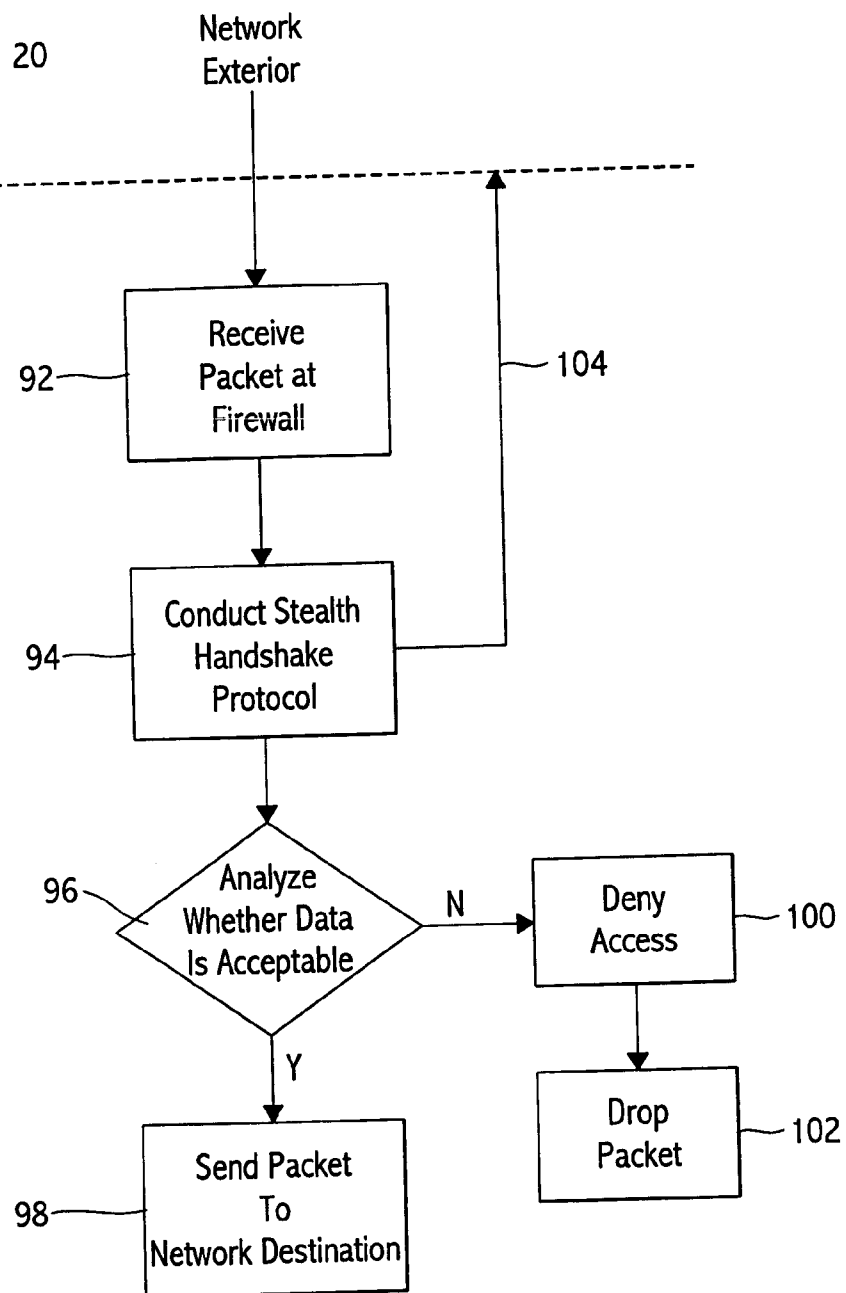 20
Network
Exterior
92
Receive
Packet at
Firewall
104
94
Conduct Stealth
Handshake
Protocol
96
Analyze
Whether Data
Is Acceptable
N
Deny
Access
100
Y
Drop
Packet
102
98
Send Packet
To
Network Destination